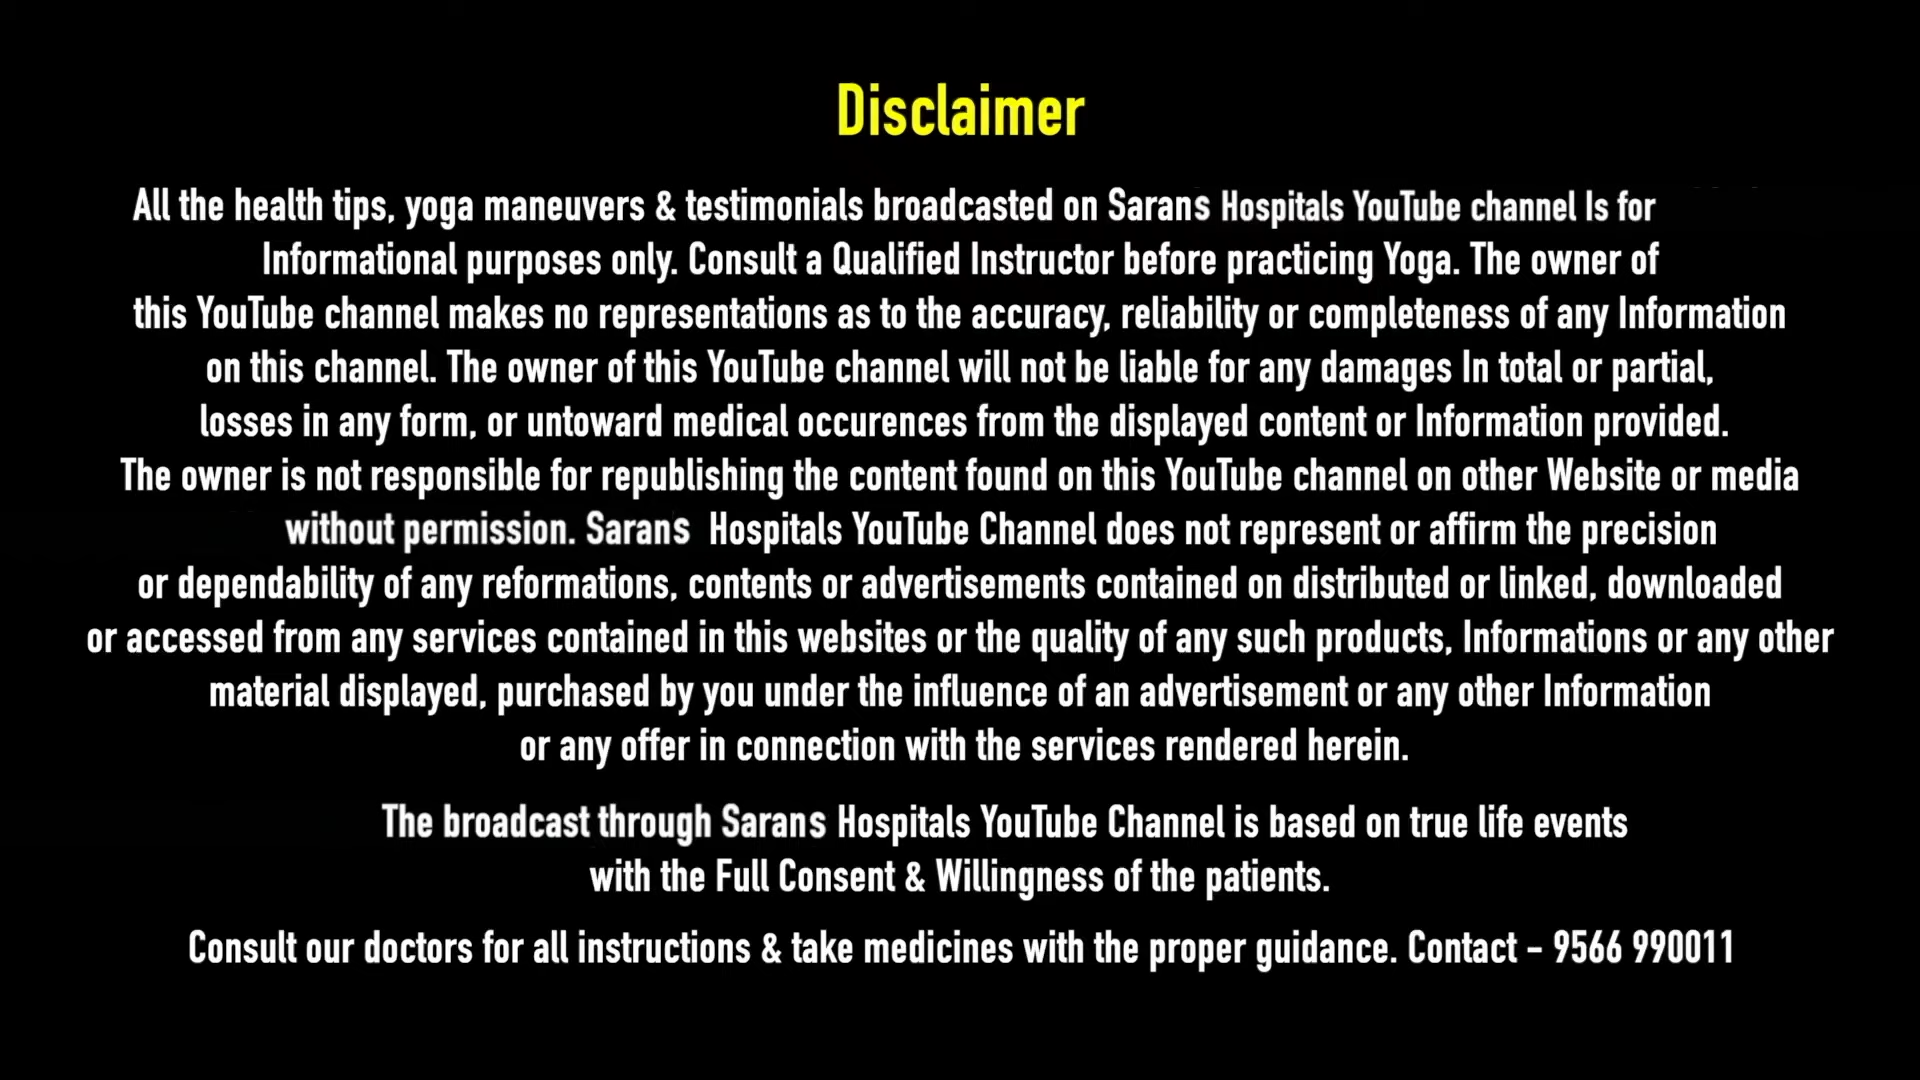 Disclaimer
All the health tips, yoga maneuvers & testimonials broadcasted on Sarans Hospitals YouTube channel Is for
Informational purposes only. Consult a Qualified Instructor before practicing Yoga. The owner of
this YouTube channel makes no representations as to the accuracy, reliability or completeness of any Information
on this channel. The owner of this YouTube channel will not be liable for any damages In total or partial,
losses in any form, or untoward medical occurences from the displayed content or Information provided.
The owner is not responsible for republishing the content found on this YouTube channel on other Website or media
without permission. Sarans Hospitals YouTube Channel does not represent or affirm the precision
or dependability of any reformations, contents or advertisements contained on distributed or linked, downloaded
or accessed from any services contained in this websites or the quality of any such products, Informations or any other
material displayed, purchased by you under the influence of an advertisement or any other Information
or any offer in connection with the services rendered herein.
The broadcast through Sarans Hospitals YouTube Channel is based on true life events
with the Full Consent & Willingness of the patients.
Consult our doctors for all instructions & take medicines with the proper guidance. Contact - 9566 990011